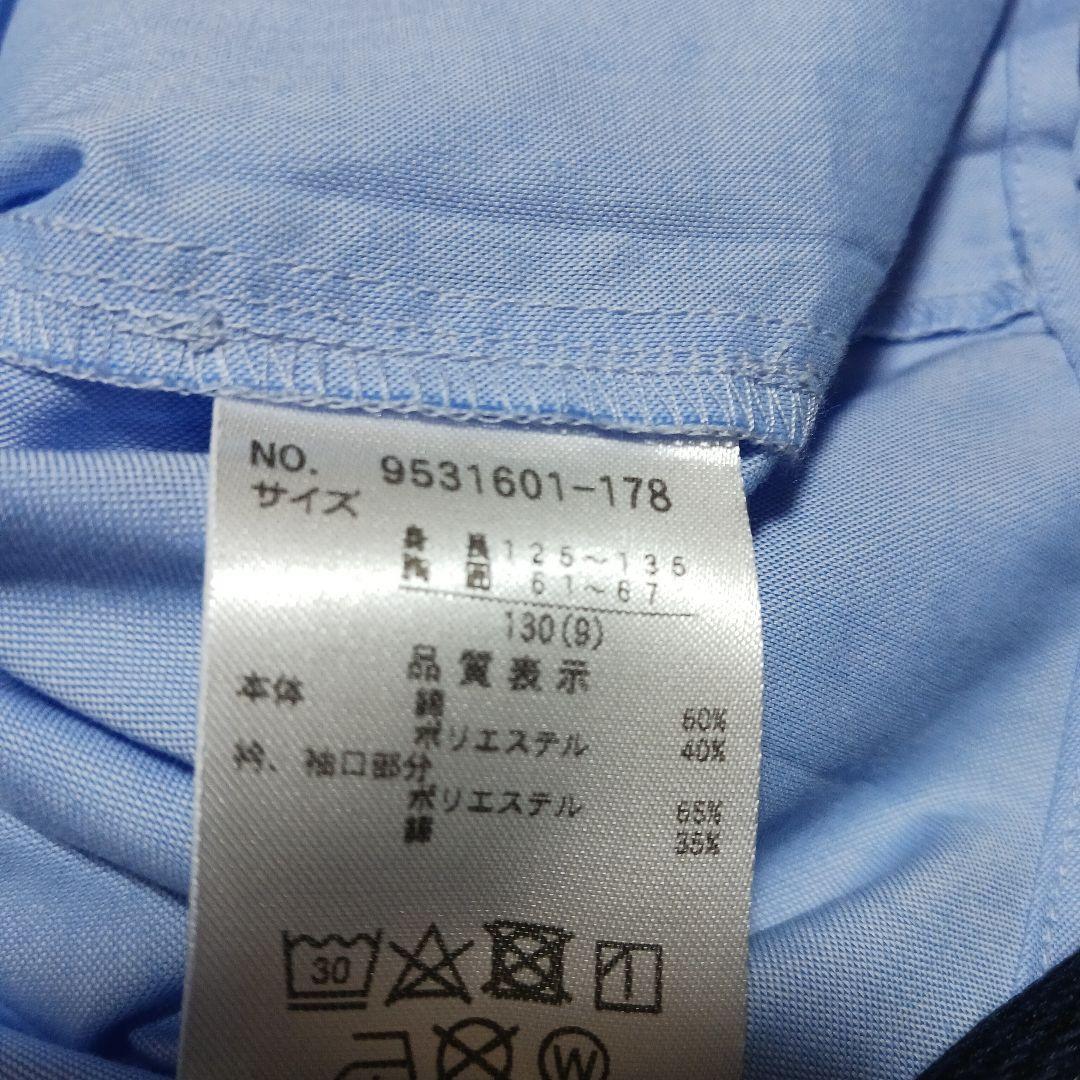 NO. 9531601-178
サイズ
身長 125~135
胸囲 61~67
130(9)
品質表示
本体
綿 60%
ポリエステル 40%
衿、袖口部分
ポリエステル 65%
綿 35%
30
W